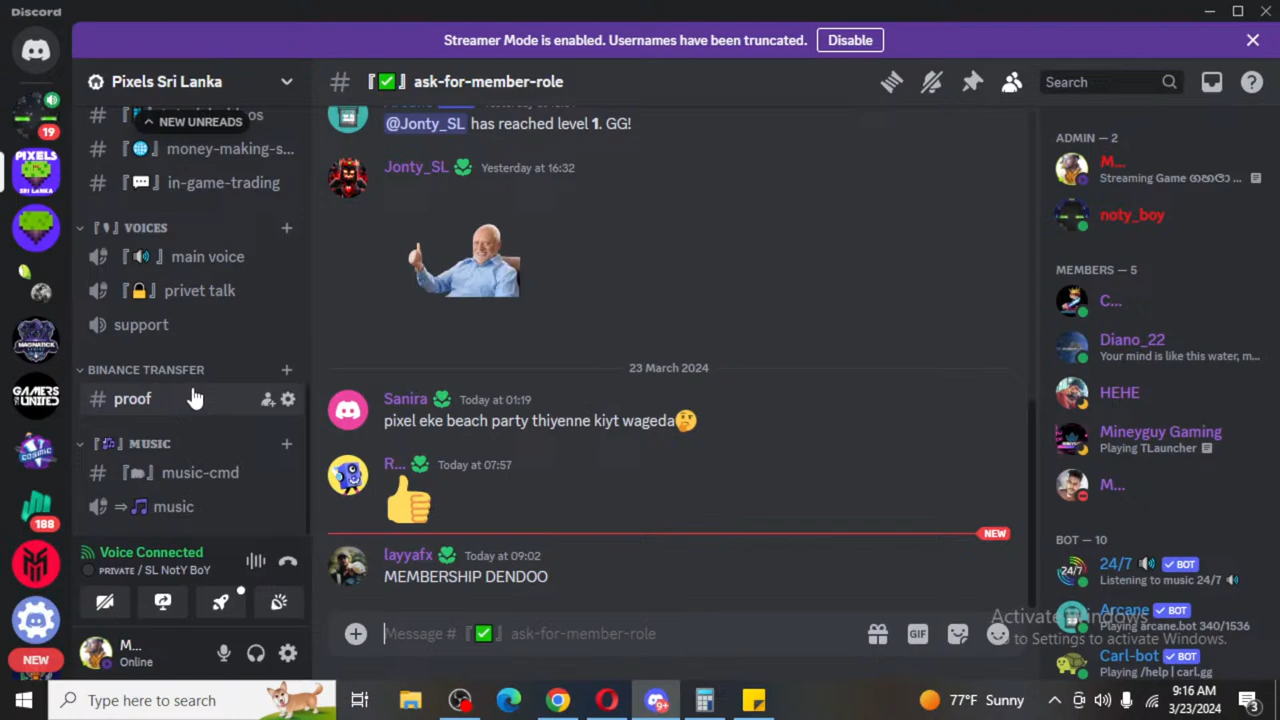 Discord
Streamer Mode is enabled. Usernames have been truncated.
Disable
19
PIXELS
SRI LANKA
GAMERS
UNITED
COSMIC
188
NEW
Pixels Sri Lanka
NEW UNREADS
money-making-s...
in-game-trading
VOICES
main voice
privet talk
support
BINANCE TRANSFER
proof
MUSIC
music-cmd
⇒ 🎵 music
Voice Connected
PRIVATE / SL NotY BoY
M...
Online
# 『✅』 ask-for-member-role
Search
@Jonty_SL has reached level 1. GG!
Jonty_SL Yesterday at 16:32
23 March 2024
Sanira Today at 01:19
pixel eke beach party thiyenne kiyt wageda🤔
R... Today at 07:57
👍
NEW
layyafx Today at 09:02
MEMBERSHIP DENDOO
Message # 『✅』 ask-for-member-role
GIF
ADMIN — 2
M...
Streaming Game
noty_boy
MEMBERS — 5
C...
Diano_22
Your mind is like this water, m...
HEHE
Mineyguy Gaming
Playing TLauncher
M...
BOT — 10
24/7 🔊 BOT
Listening to music 24/7 🔊
Arcane BOT
Playing arcane.bot 340/1536
Carl-bot BOT
Playing /help | carl.gg
Activate Windows
to Settings to activate Windows.
Type here to search
9+
77°F Sunny
9:16 AM
3/23/2024
3